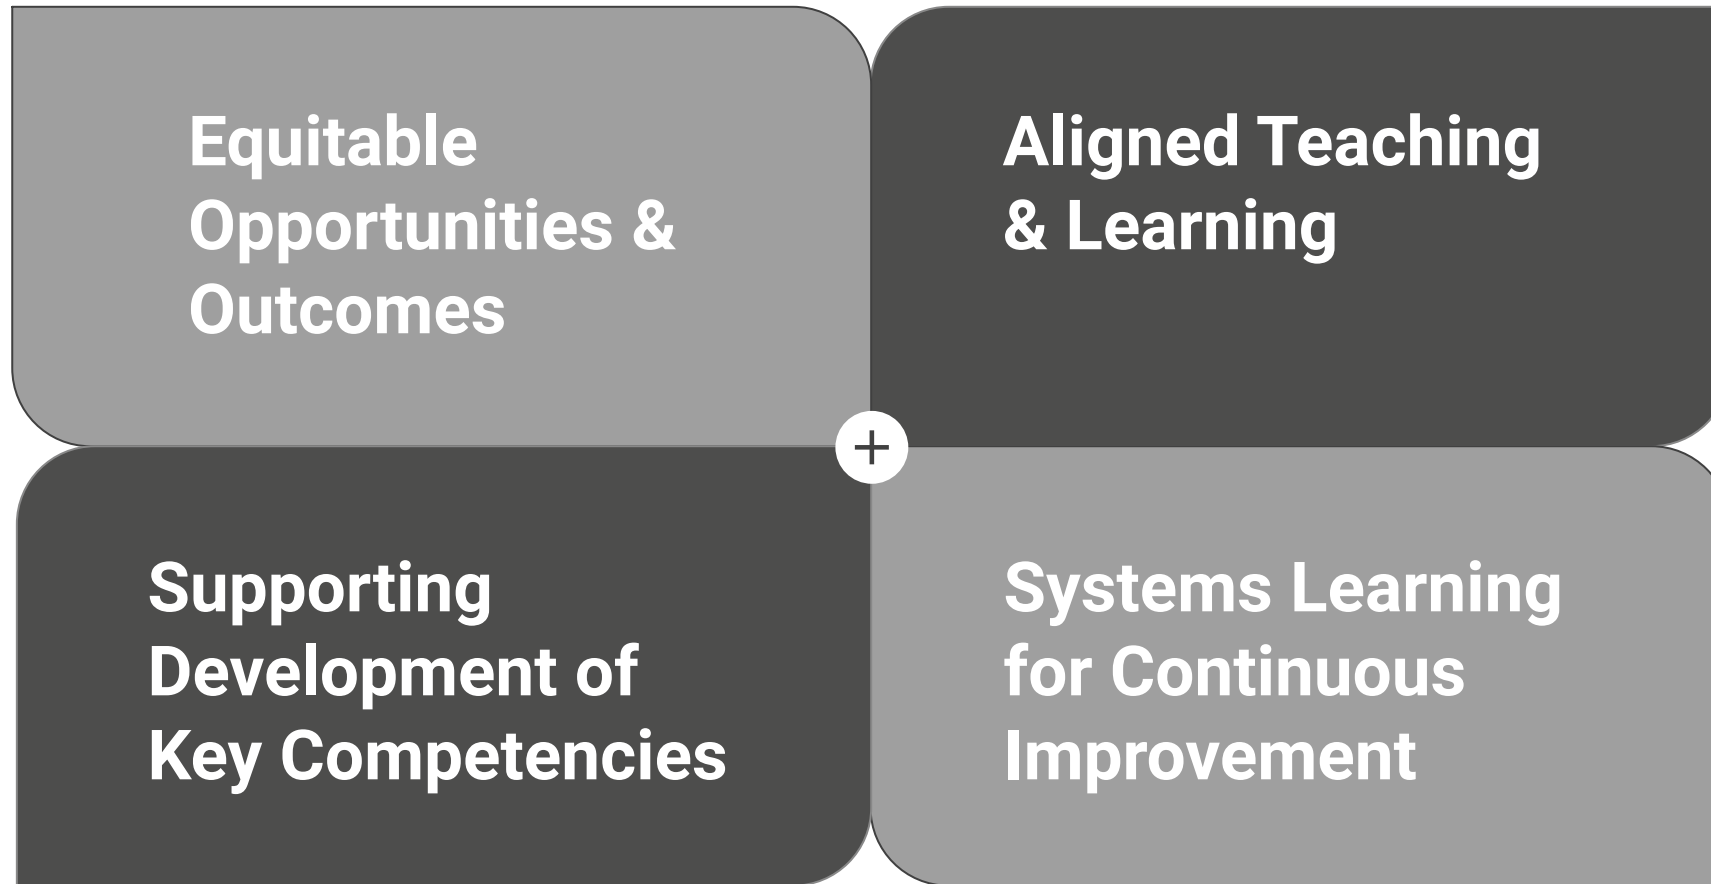 Equitable
Opportunities &
Outcomes
Aligned Teaching
& Learning
+
Supporting
Development of
Key Competencies
Systems Learning
for Continuous
Improvement